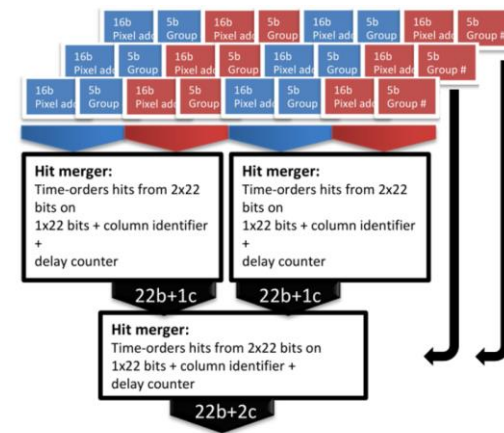 16b 5b 16b 5b 16b 5b 16b 5b
Pixel add Group Pixel add Group Pixel add Group Pixel add Group #
16b 5b 16b 5b 16b 5b 16b 5b
Pixel add Group Pixel add Group Pixel add Group Pixel add Group #
16b 5b 16b 5b 16b 5b 16b 5b
Pixel add Group Pixel add Group Pixel add Group Pixel add Group #
Hit merger:
Time-orders hits from 2x22
bits on
1x22 bits + column identifier
+
delay counter
Hit merger:
Time-orders hits from 2x22
bits on
1x22 bits + column identifier
+
delay counter
22b+1c
22b+1c
Hit merger:
Time-orders hits from 2x22 bits on
1x22 bits + column identifier +
delay counter
22b+2c